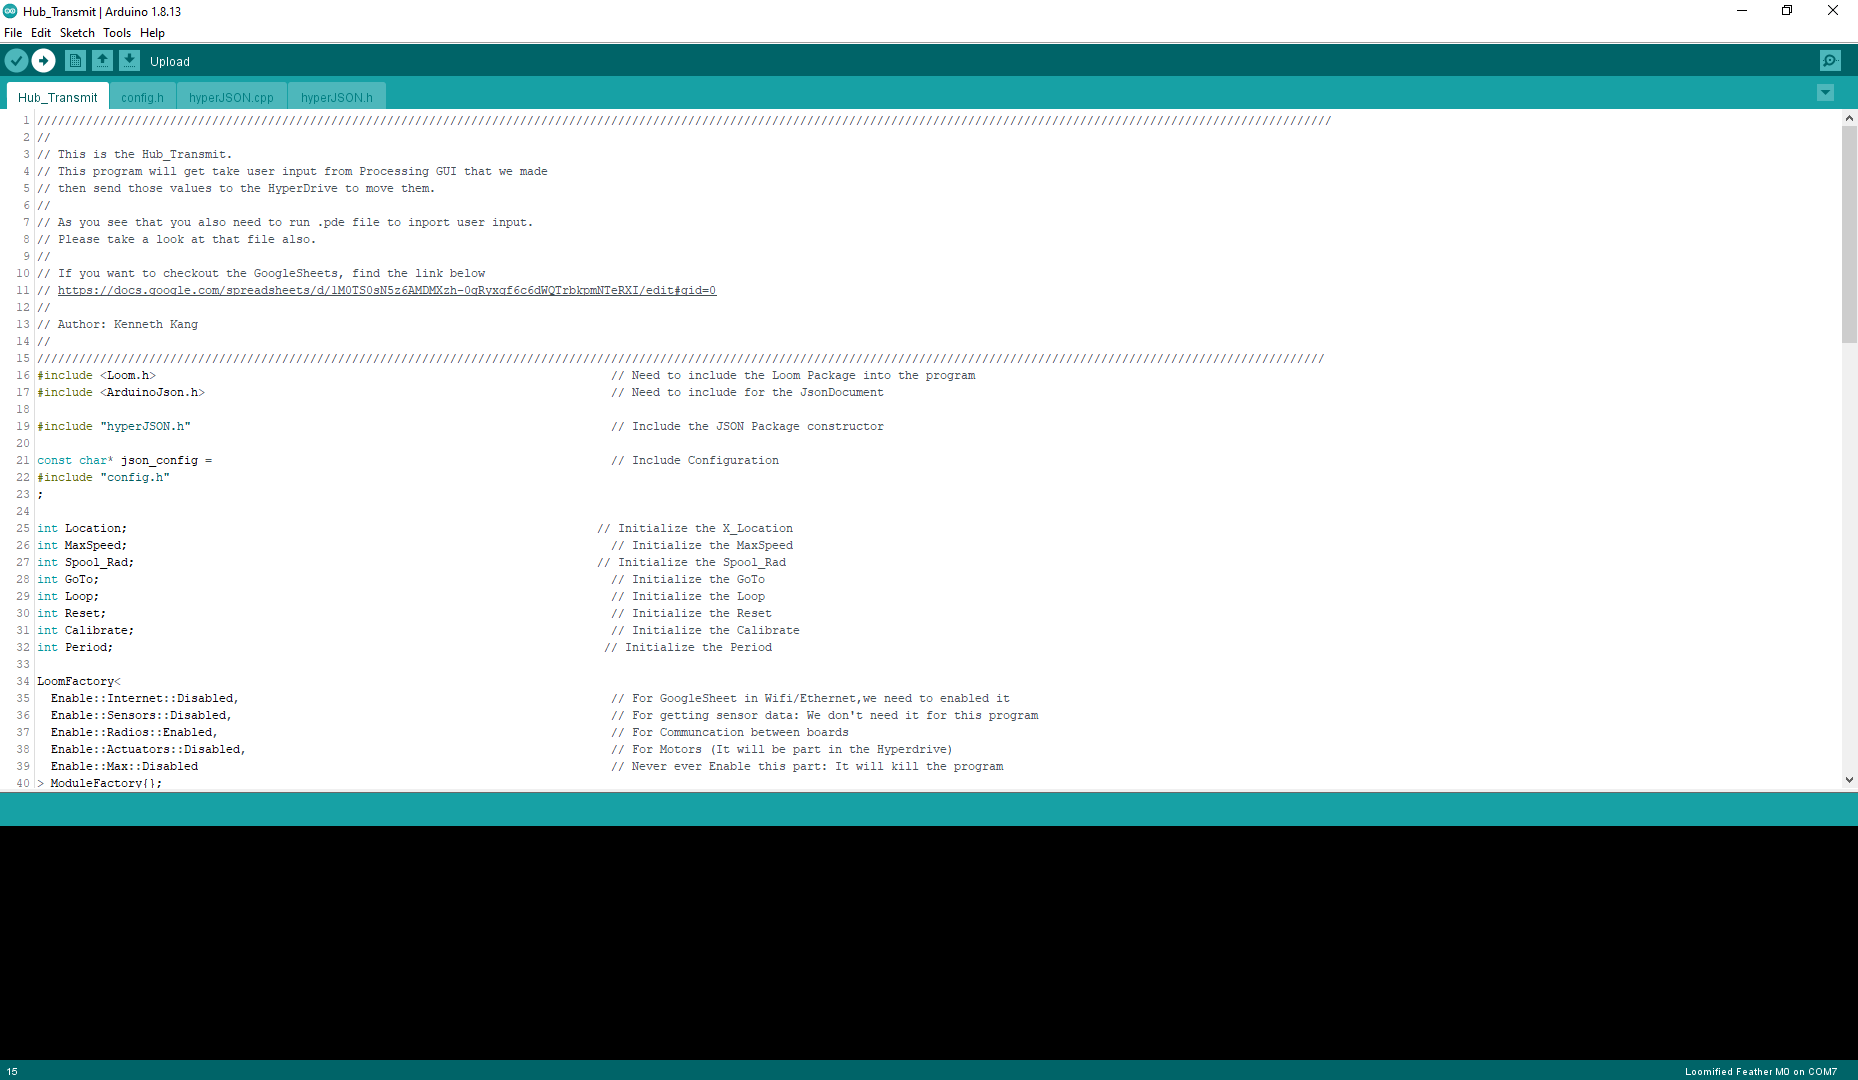 Hub_Transmit | Arduino 1.8.13
File Edit Sketch Tools Help
Upload
Hub_Transmit config.h hyperJSON.cpp hyperJSON.h
1 /////////////////////////////////////////////////////////////////////////////////////////////////////////////////////////////////////////////////////////////////////////////////////////
2 //
3 // This is the Hub_Transmit.
4 // This program will get take user input from Processing GUI that we made
5 // then send those values to the HyperDrive to move them.
6 //
7 // As you see that you also need to run .pde file to inport user input.
8 // Please take a look at that file also.
9 //
10 // If you want to checkout the GoogleSheets, find the link below
11 // https://docs.google.com/spreadsheets/d/
12 //
13 // Author: Kenneth Kang
14 //
15 ////////////////////////////////////////////////////////////////////////////////////////////////////////////////////////////////////////////////////////////////////////////////////////
16 #include <Loom.h> // Need to include the Loom Package into the program
17 #include <ArduinoJson.h> // Need to include for the JsonDocument
18
19 #include "hyperJSON.h" // Include the JSON Package constructor
20
21 const char* json_config = // Include Configuration
22 #include "config.h"
23 ;
24
25 int Location; // Initialize the X_Location
26 int MaxSpeed; // Initialize the MaxSpeed
27 int Spool_Rad; // Initialize the Spool_Rad
28 int GoTo; // Initialize the GoTo
29 int Loop; // Initialize the Loop
30 int Reset; // Initialize the Reset
31 int Calibrate; // Initialize the Calibrate
32 int Period; // Initialize the Period
33
34 LoomFactory<
35 Enable::Internet::Disabled, // For GoogleSheet in Wifi/Ethernet,we need to enabled it
36 Enable::Sensors::Disabled, // For getting sensor data: We don't need it for this program
37 Enable::Radios::Enabled, // For Communcation between boards
38 Enable::Actuators::Disabled, // For Motors (It will be part in the Hyperdrive)
39 Enable::Max::Disabled // Never ever Enable this part: It will kill the program
40 > ModuleFactory{};
15 Loomified Feather M0 on COM7